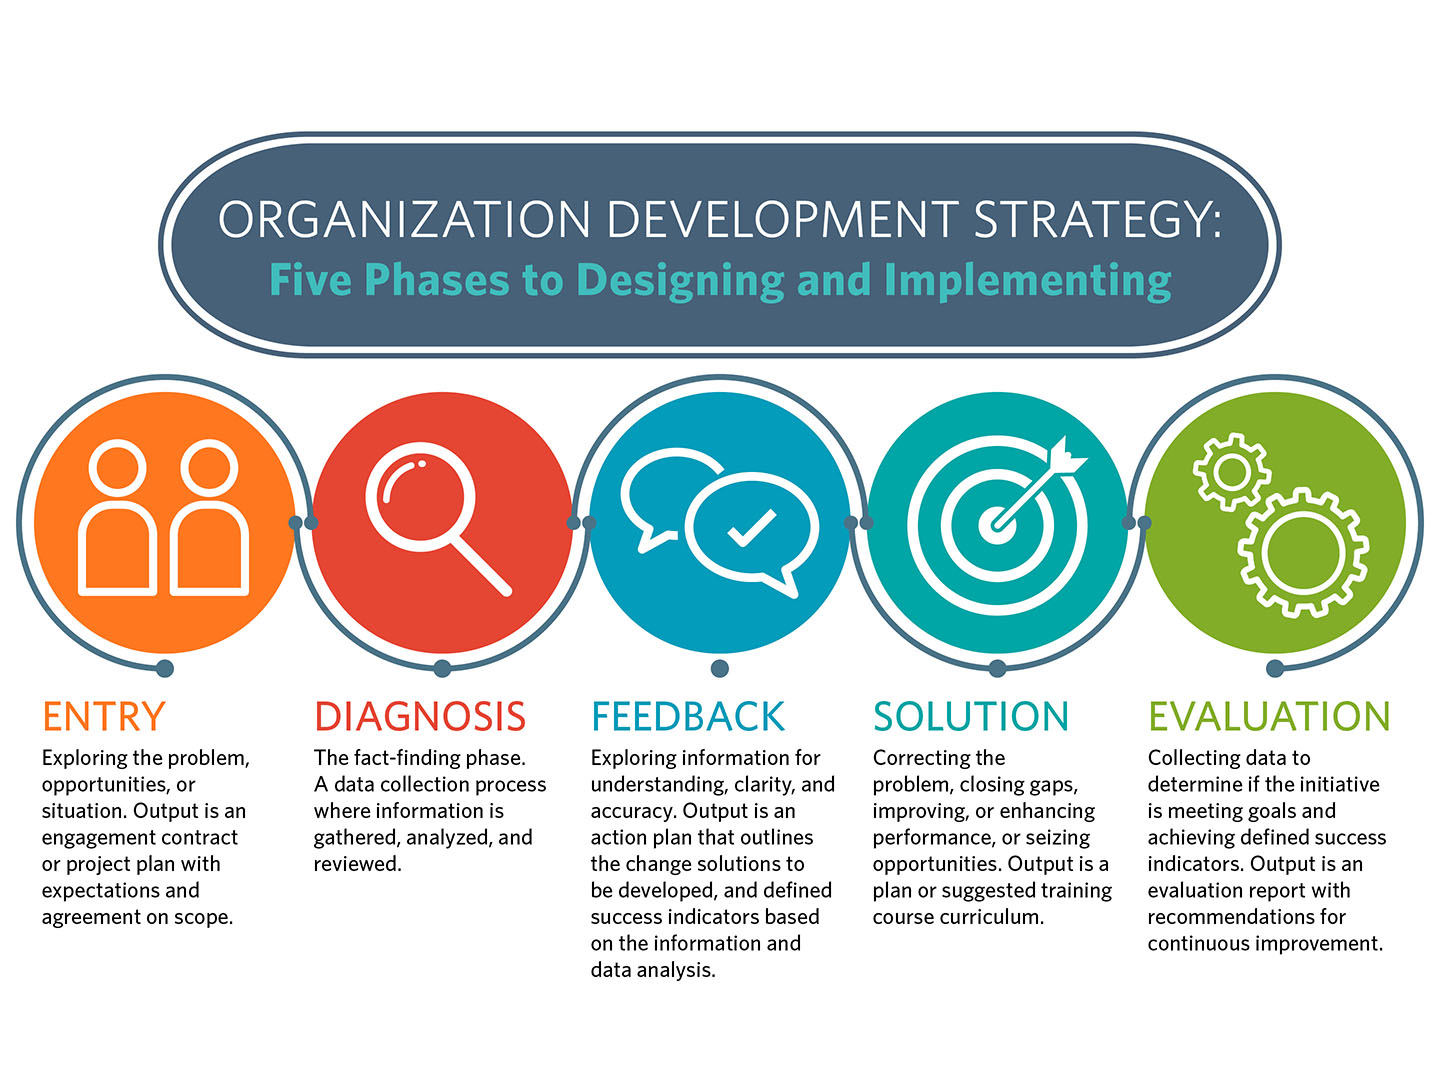 ORGANIZATION DEVELOPMENT STRATEGY:
Five Phases to Designing and Implementing
ENTRY
Exploring the problem,
opportunities, or
situation. Output is an
engagement contract
or project plan with
expectations and
agreement on scope.
DIAGNOSIS
The fact-finding phase.
A data collection process
where information is
gathered, analyzed, and
reviewed.
FEEDBACK
Exploring information for
understanding, clarity, and
accuracy. Output is an
action plan that outlines
the change solutions to
be developed, and defined
success indicators based
on the information and
data analysis.
SOLUTION
Correcting the
problem, closing gaps,
improving, or enhancing
performance, or seizing
opportunities. Output is a
plan or suggested training
course curriculum.
EVALUATION
Collecting data to
determine if the initiative
is meeting goals and
achieving defined success
indicators. Output is an
evaluation report with
recommendations for
continuous improvement.